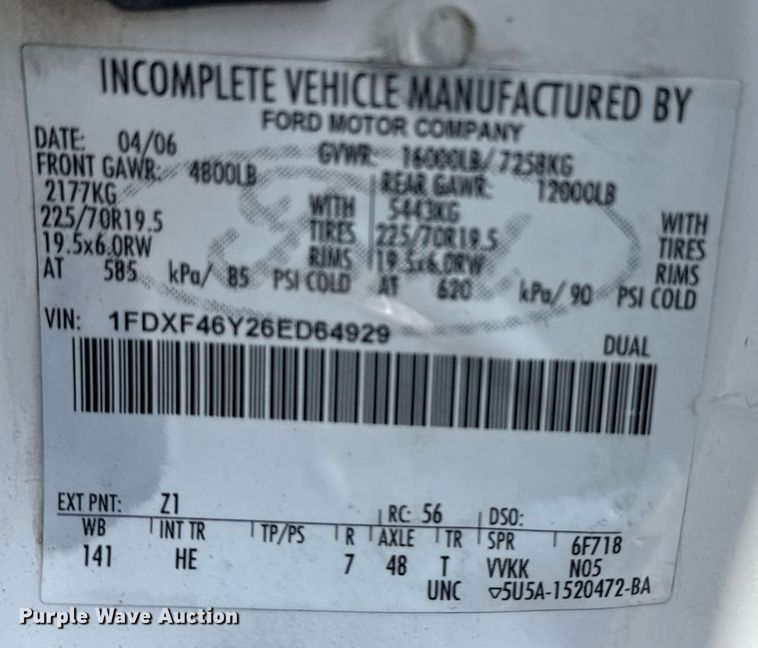 INCOMPLETE VEHICLE MANUFACTURED BY
FORD MOTOR COMPANY
DATE: 04/06 GVWR: 16000LB/ 7258KG
FRONT GAWR: 4800LB REAR GAWR: 12000LB
2177KG WITH 5443KG WITH
225/70R19.5 TIRES 225/70R19.5 TIRES
19.5x6.0RW RIMS 19.5x6.0RW RIMS
AT 585 kPa/ 85 PSI COLD AT 620 kPa/ 90 PSI COLD
VIN: 1FDXF46Y26ED64929 DUAL
EXT PNT: Z1 RC: 56 DSO:
WB INT TR TP/PS R AXLE TR SPR 6F718
141 HE 7 48 T VVKK N05
UNC 5U5A-1520472-BA
Purple Wave Auction